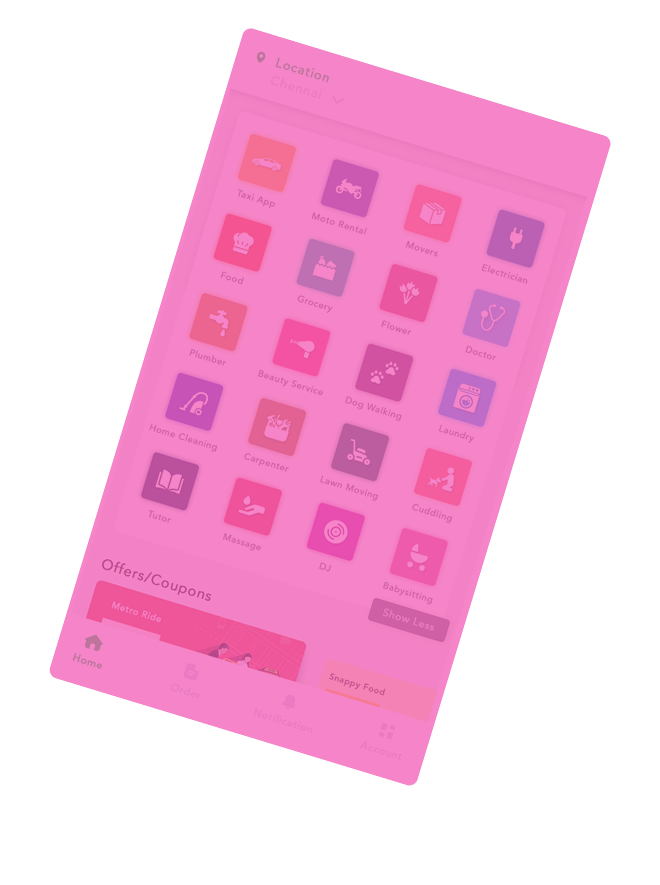 Location
Chennai
Taxi App
Moto Rental
Movers
Electrician
Food
Grocery
Flower
Doctor
Plumber
Beauty Service
Dog Walking
Laundry
Home Cleaning
Carpenter
Lawn Moving
Cuddling
Tutor
Massage
DJ
Babysitting
Show Less
Offers/Coupons
Metro Ride
Snappy Food
Home
Order
Notification
Account